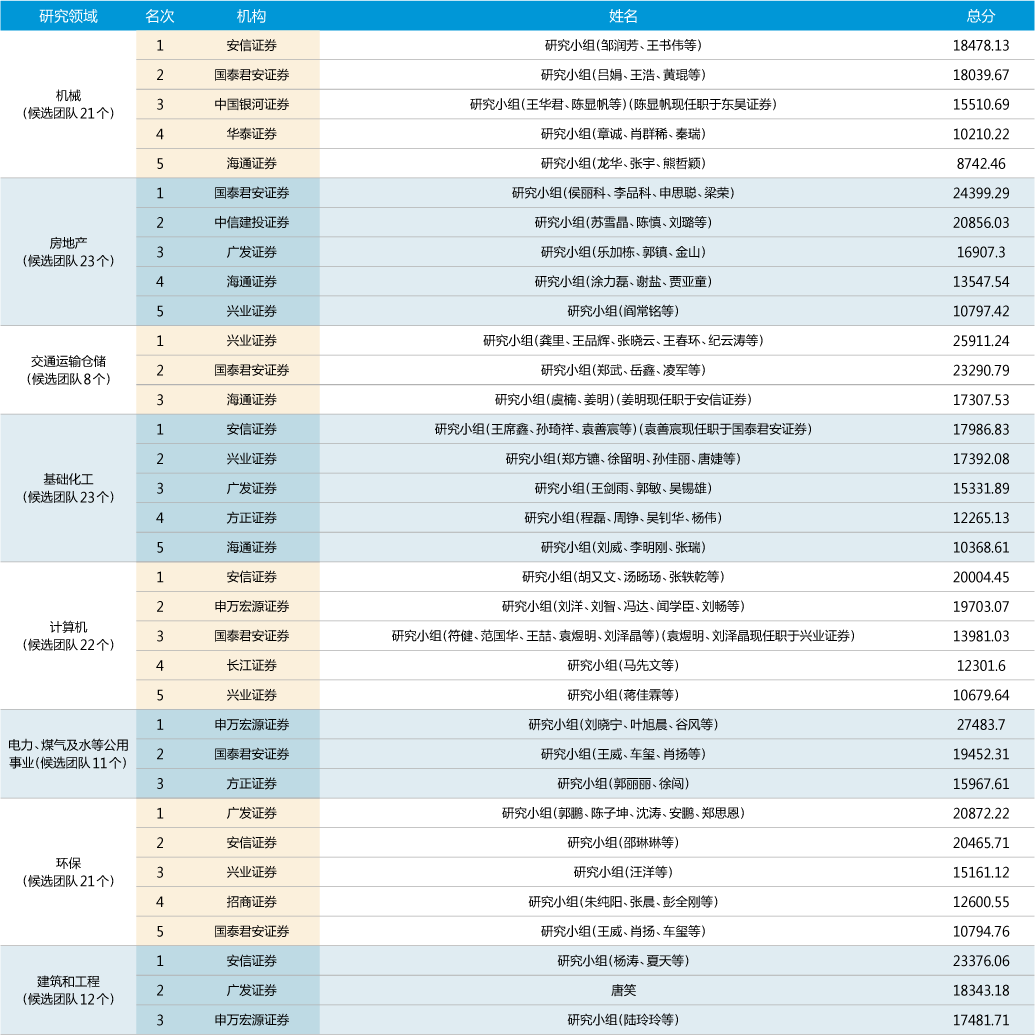 研究领域 名次 机构 姓名 总分
机械
(候选团队21个)
1 安信证券 研究小组(邹润芳、王书伟等) 18478.13
2 国泰君安证券 研究小组(吕娟、王浩、黄琨等) 18039.67
3 中国银河证券 研究小组(王华君、陈显帆等)(陈显帆现任职于东吴证券) 15510.69
4 华泰证券 研究小组(章诚、肖群稀、秦瑞) 10210.22
5 海通证券 研究小组(龙华、张宇、熊哲颖) 8742.46
房地产
(候选团队23个)
1 国泰君安证券 研究小组(侯丽科、李品科、申思聪、梁荣) 24399.29
2 中信建投证券 研究小组(苏雪晶、陈慎、刘璐等) 20856.03
3 广发证券 研究小组(乐加栋、郭镇、金山) 16907.3
4 海通证券 研究小组(涂力磊、谢盐、贾亚童) 13547.54
5 兴业证券 研究小组(阎常铭等) 10797.42
交通运输仓储
(候选团队8个)
1 兴业证券 研究小组(龚里、王品辉、张晓云、王春环、纪云涛等) 25911.24
2 国泰君安证券 研究小组(郑武、岳鑫、凌军等) 23290.79
3 海通证券 研究小组(虞楠、姜明)(姜明现任职于安信证券) 17307.53
基础化工
(候选团队23个)
1 安信证券 研究小组(王席鑫、孙琦祥、袁善宸等)(袁善宸现任职于国泰君安证券) 17986.83
2 兴业证券 研究小组(郑方镳、徐留明、孙佳丽、唐婕等) 17392.08
3 广发证券 研究小组(王剑雨、郭敏、吴锡雄) 15331.89
4 方正证券 研究小组(程磊、周铮、吴钊华、杨伟) 12265.13
5 海通证券 研究小组(刘威、李明刚、张瑞) 10368.61
计算机
(候选团队22个)
1 安信证券 研究小组(胡又文、汤旸玚、张轶乾等) 20004.45
2 申万宏源证券 研究小组(刘洋、刘智、冯达、闻学臣、刘畅等) 19703.07
3 国泰君安证券 研究小组(符健、范国华、王喆、袁煜明、刘泽晶等)(袁煜明、刘泽晶现任职于兴业证券) 13981.03
4 长江证券 研究小组(马先文等) 12301.6
5 兴业证券 研究小组(蒋佳霖等) 10679.64
电力、煤气及水等公用
事业(候选团队11个)
1 申万宏源证券 研究小组(刘晓宁、叶旭晨、谷风等) 27483.7
2 国泰君安证券 研究小组(王威、车玺、肖扬等) 19452.31
3 方正证券 研究小组(郭丽丽、徐闯) 15967.61
环保
(候选团队21个)
1 广发证券 研究小组(郭鹏、陈子坤、沈涛、安鹏、郑思恩) 20872.22
2 安信证券 研究小组(邵琳琳等) 20465.71
3 兴业证券 研究小组(汪洋等) 15161.12
4 招商证券 研究小组(朱纯阳、张晨、彭全刚等) 12600.55
5 国泰君安证券 研究小组(王威、肖扬、车玺等) 10794.76
建筑和工程
(候选团队12个)
1 安信证券 研究小组(杨涛、夏天等) 23376.06
2 广发证券 唐笑 18343.18
3 申万宏源证券 研究小组(陆玲玲等) 17481.71